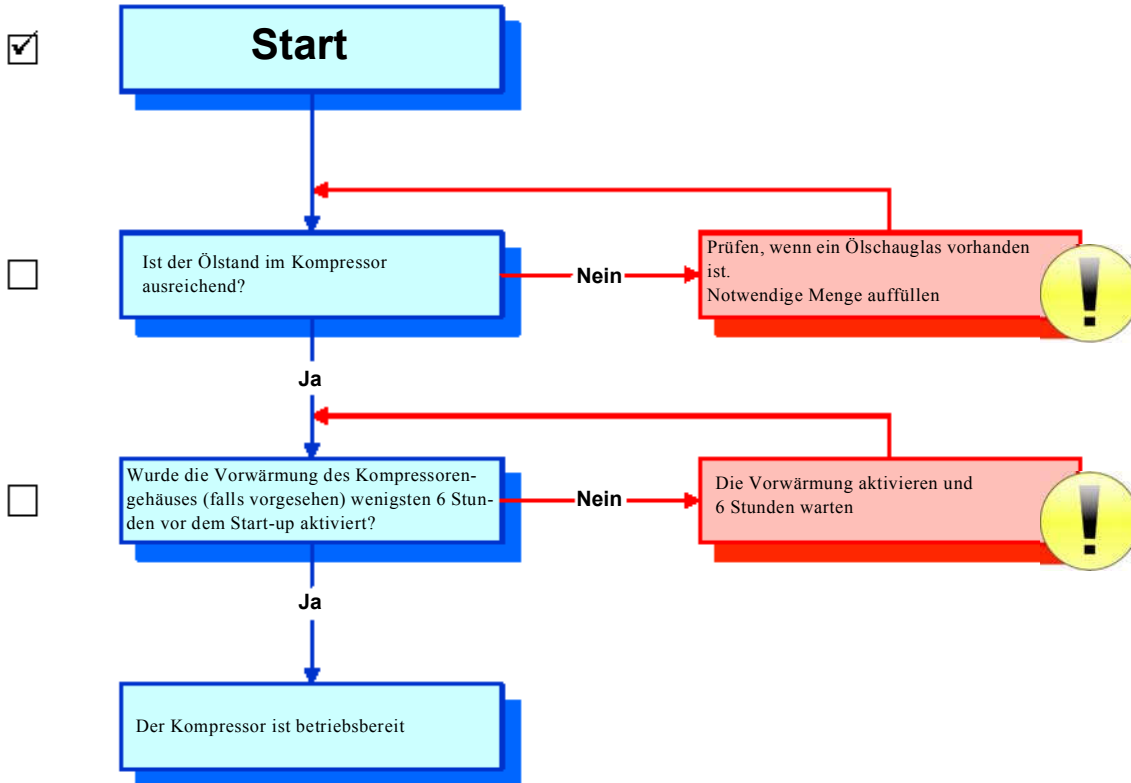 Start
Ist der Ölstand im Kompressor
ausreichend?
Nein
Prüfen, wenn ein Ölschauglas vorhanden
ist.
Notwendige Menge auffüllen
!
Ja
Wurde die Vorwärmung des Kompressoren-
gehäuses (falls vorgesehen) wenigsten 6 Stun-
den vor dem Start-up aktiviert?
Nein
Die Vorwärmung aktivieren und
6 Stunden warten
!
Ja
Der Kompressor ist betriebsbereit